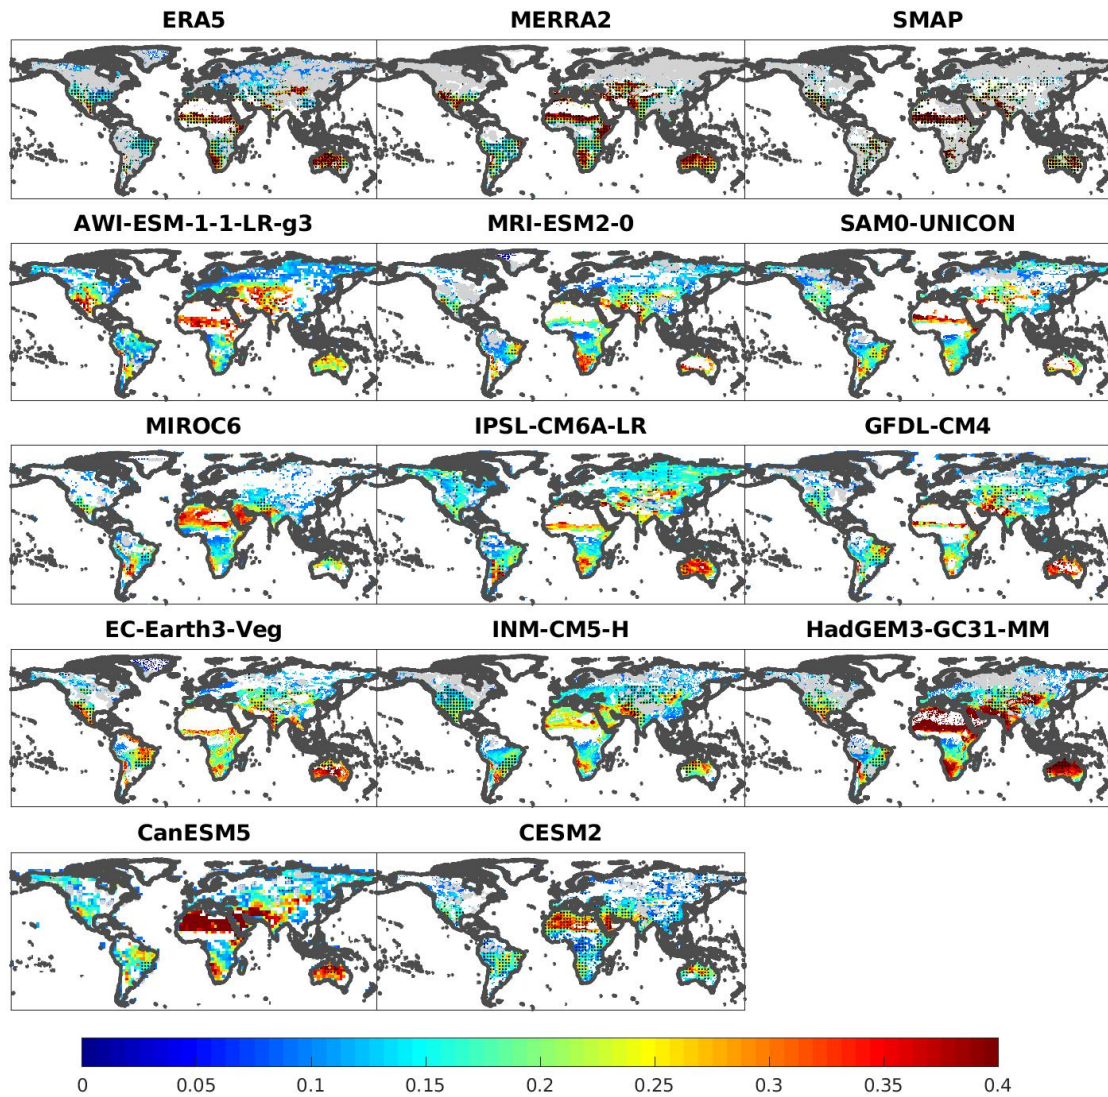 ERA5 MERRA2 SMAP
AWI-ESM-1-1-LR-g3 MRI-ESM2-0 SAM0-UNICON
MIROC6 IPSL-CM6A-LR GFDL-CM4
EC-Earth3-Veg INM-CM5-H HadGEM3-GC31-MM
CanESM5 CESM2
0 0.05 0.1 0.15 0.2 0.25 0.3 0.35 0.4